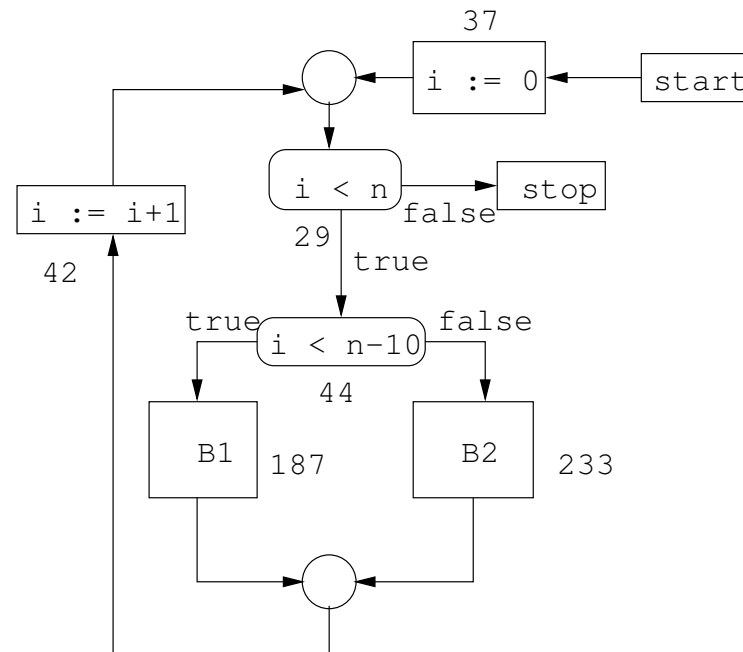 37
i := 0
start
i < n
stop
false
29
true
i := i+1
42
true
false
i < n-10
44
B1
187
B2
233